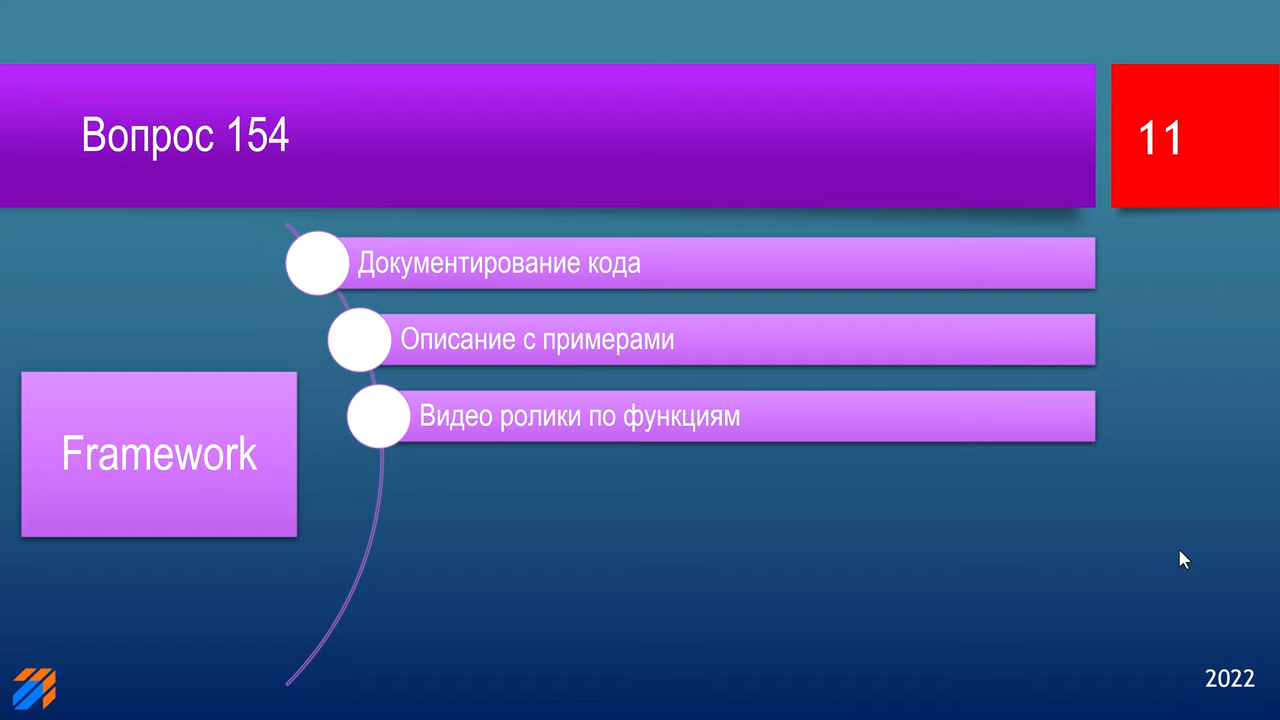 Вопрос 154
11
Документирование кода
Описание с примерами
Видео ролики по функциям
Framework
2022